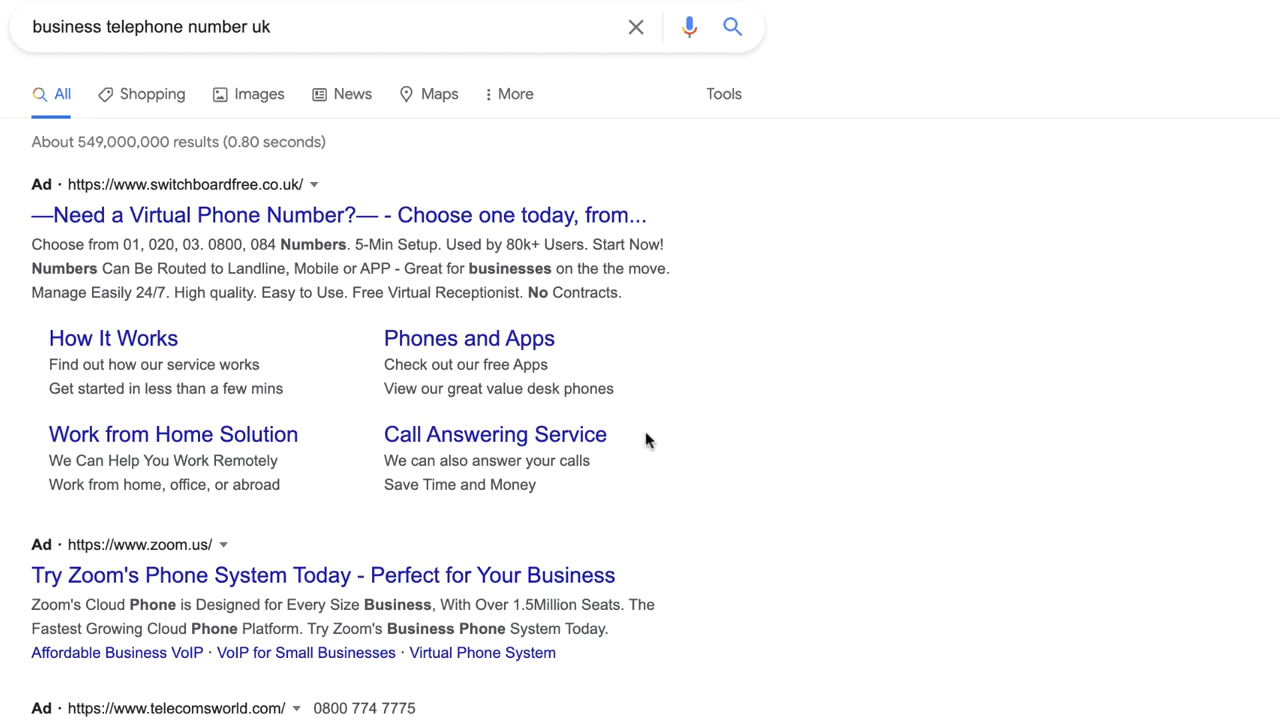 business telephone number uk
All
Shopping
Images
News
Maps
More
Tools
About 549,000,000 results (0.80 seconds)
Ad · https://www.switchboardfree.co.uk/
—Need a Virtual Phone Number?— - Choose one today, from...
Choose from 01, 020, 03. 0800, 084 Numbers. 5-Min Setup. Used by 80k+ Users. Start Now!
Numbers Can Be Routed to Landline, Mobile or APP - Great for businesses on the the move.
Manage Easily 24/7. High quality. Easy to Use. Free Virtual Receptionist. No Contracts.
How It Works
Find out how our service works
Get started in less than a few mins
Phones and Apps
Check out our free Apps
View our great value desk phones
Work from Home Solution
We Can Help You Work Remotely
Work from home, office, or abroad
Call Answering Service
We can also answer your calls
Save Time and Money
Ad · https://www.zoom.us/
Try Zoom's Phone System Today - Perfect for Your Business
Zoom's Cloud Phone is Designed for Every Size Business, With Over 1.5Million Seats. The
Fastest Growing Cloud Phone Platform. Try Zoom's Business Phone System Today.
Affordable Business VoIP · VoIP for Small Businesses · Virtual Phone System
Ad · https://www.telecomsworld.com/ 0800 774 7775